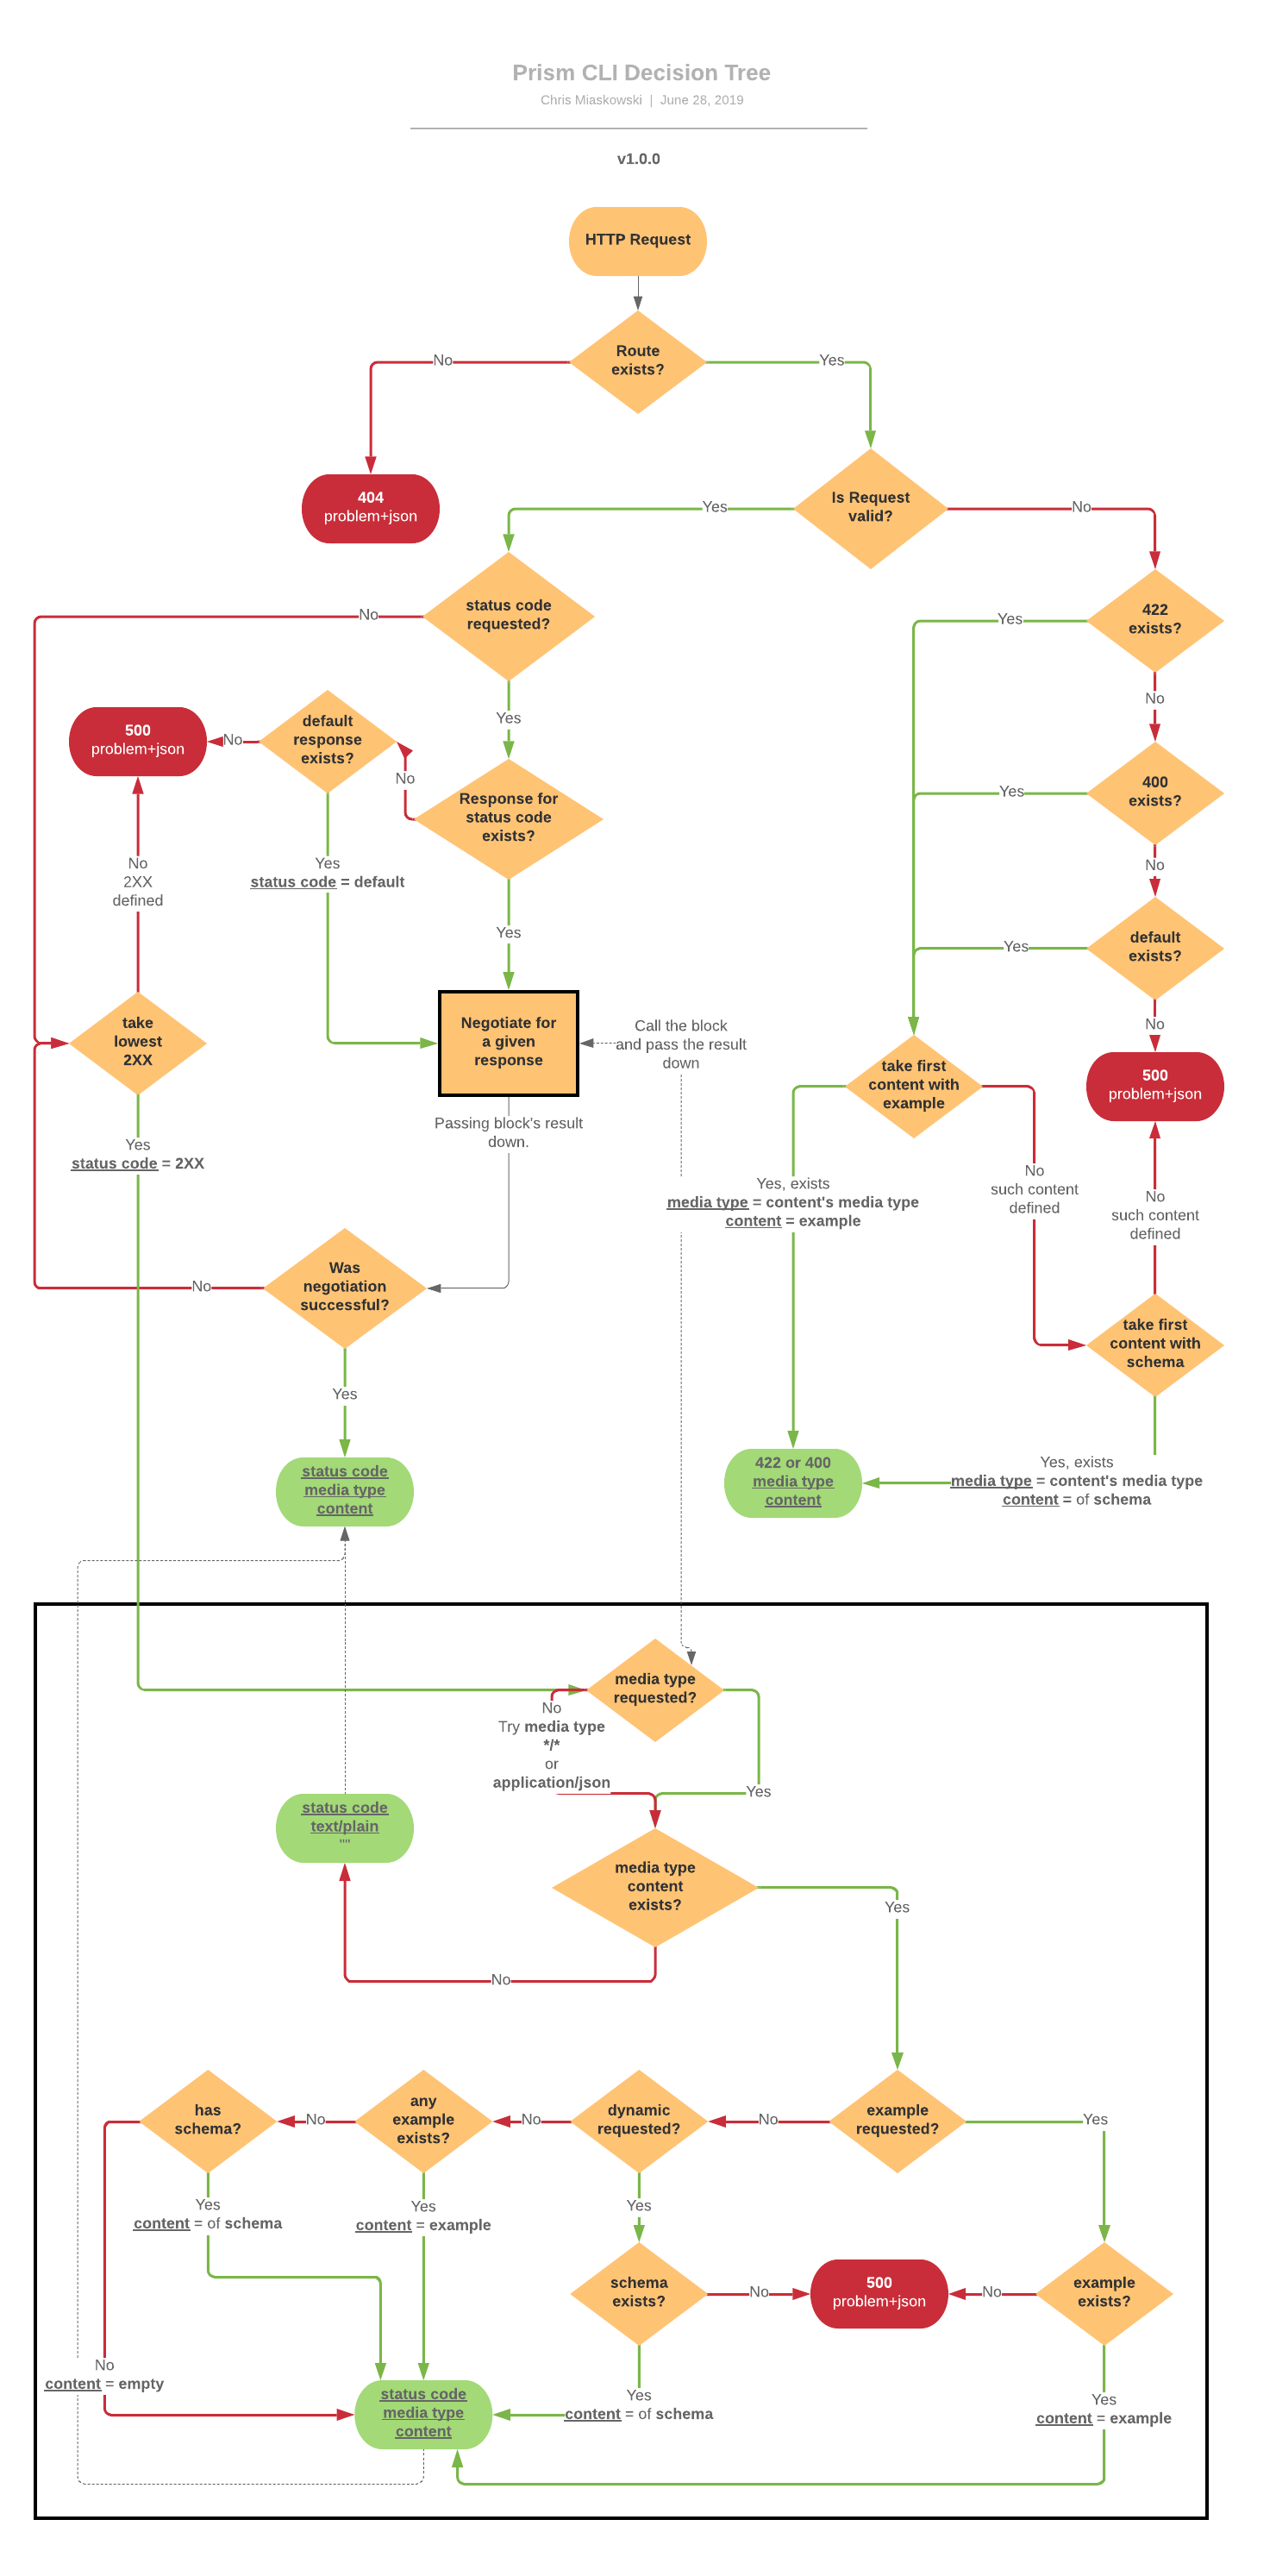 Prism CLI Decision Tree
Chris Miaskowski | June 28, 2019
v1.0.0
HTTP Request
Route
exists?
No
Yes
404
problem+json
Is Request
valid?
Yes
No
status code
requested?
No
Yes
422
exists?
Yes
No
default
response
exists?
No
500
problem+json
No
Response for
status code
exists?
400
exists?
Yes
No
Yes
status code = default
No
2XX
defined
Yes
default
exists?
Yes
No
take
lowest
2XX
Negotiate for
a given
response
Call the block
and pass the result
down
take first
content with
example
500
problem+json
Passing block's result
down.
Yes
status code = 2XX
Yes, exists
media type = content's media type
content = example
No
such content
defined
No
such content
defined
Was
negotiation
successful?
No
Yes
take first
content with
schema
status code
media type
content
422 or 400
media type
content
Yes, exists
media type = content's media type
content = of schema
media type
requested?
No
Try media type
*/*
or
application/json
Yes
status code
text/plain
""
media type
content
exists?
Yes
No
has
schema?
No
any
example
exists?
No
dynamic
requested?
No
example
requested?
Yes
Yes
content = of schema
Yes
content = example
Yes
schema
exists?
No
500
problem+json
No
example
exists?
No
content = empty
status code
media type
content
Yes
content = of schema
Yes
content = example